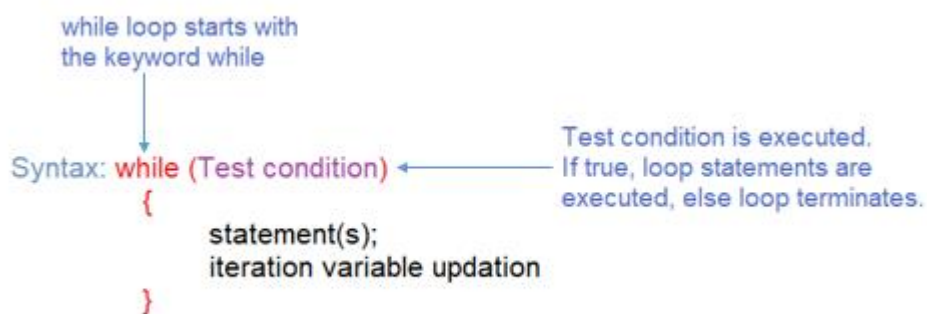 while loop starts with
the keyword while
Test condition is executed.
Syntax: while (Test condition)
If true, loop statements are
executed, else loop terminates.
{
statement(s);
iteration variable updation
}